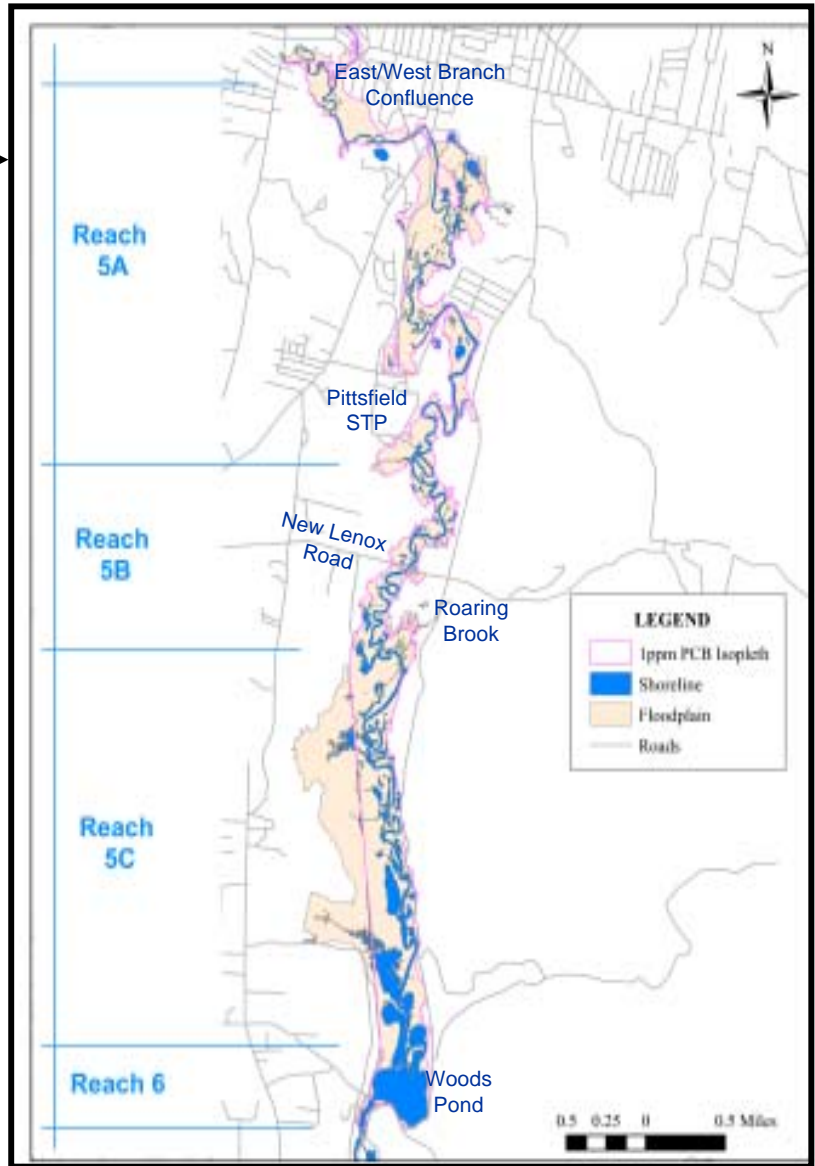 N
East/West Branch
Confluence
Reach
5A
Pittsfield
STP
Reach
5B
New Lenox
Road
Roaring
Brook
LEGEND
1ppm PCB Isopleth
Shoreline
Floodplain
Roads
Reach
5C
Reach 6
Woods
Pond
0.5 0.25 0 0.5 Miles